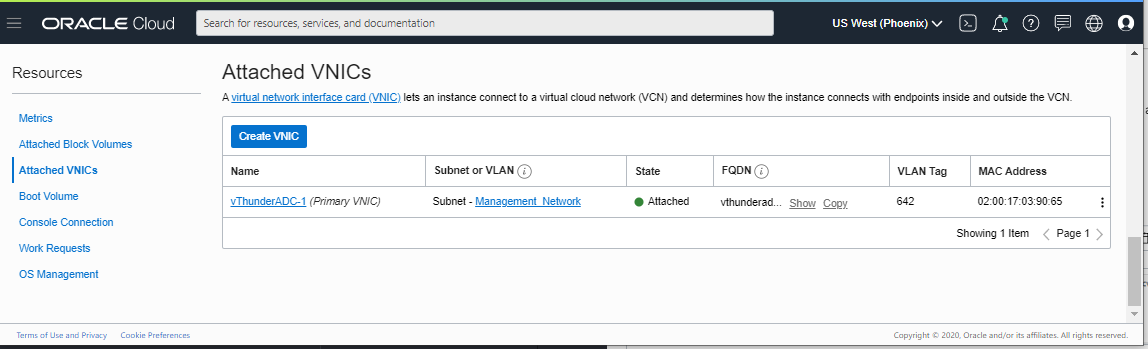 ORACLE Cloud
Search for resources, services, and documentation
US West (Phoenix)
Resources
Metrics
Attached Block Volumes
Attached VNICs
Boot Volume
Console Connection
Work Requests
OS Management
Attached VNICs
A virtual network interface card (VNIC) lets an instance connect to a virtual cloud network (VCN) and determines how the instance connects with endpoints inside and outside the VCN.
Create VNIC
Name Subnet or VLAN i State FQDN i VLAN Tag MAC Address
vThunderADC-1 (Primary VNIC) Subnet - Management_Network Attached vthunderad... Show Copy 642 02:00:17:03:90:65
Showing 1 Item < Page 1 >
Terms of Use and Privacy Cookie Preferences Copyright © 2020, Oracle and/or its affiliates. All rights reserved.